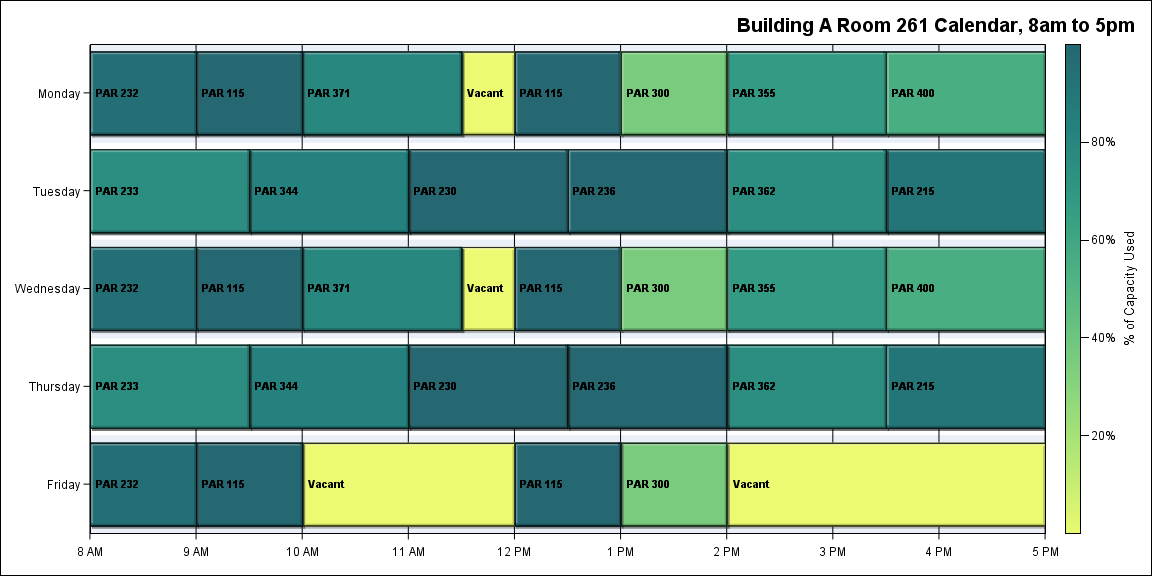 Building A Room 261 Calendar, 8am to 5pm
Monday
PAR 232
PAR 115
PAR 371
Vacant
PAR 115
PAR 300
PAR 355
PAR 400
Tuesday
PAR 233
PAR 344
PAR 230
PAR 236
PAR 362
PAR 215
Wednesday
PAR 232
PAR 115
PAR 371
Vacant
PAR 115
PAR 300
PAR 355
PAR 400
Thursday
PAR 233
PAR 344
PAR 230
PAR 236
PAR 362
PAR 215
Friday
PAR 232
PAR 115
Vacant
PAR 115
PAR 300
Vacant
8 AM
9 AM
10 AM
11 AM
12 PM
1 PM
2 PM
3 PM
4 PM
5 PM
80%
60%
40%
20%
% of Capacity Used